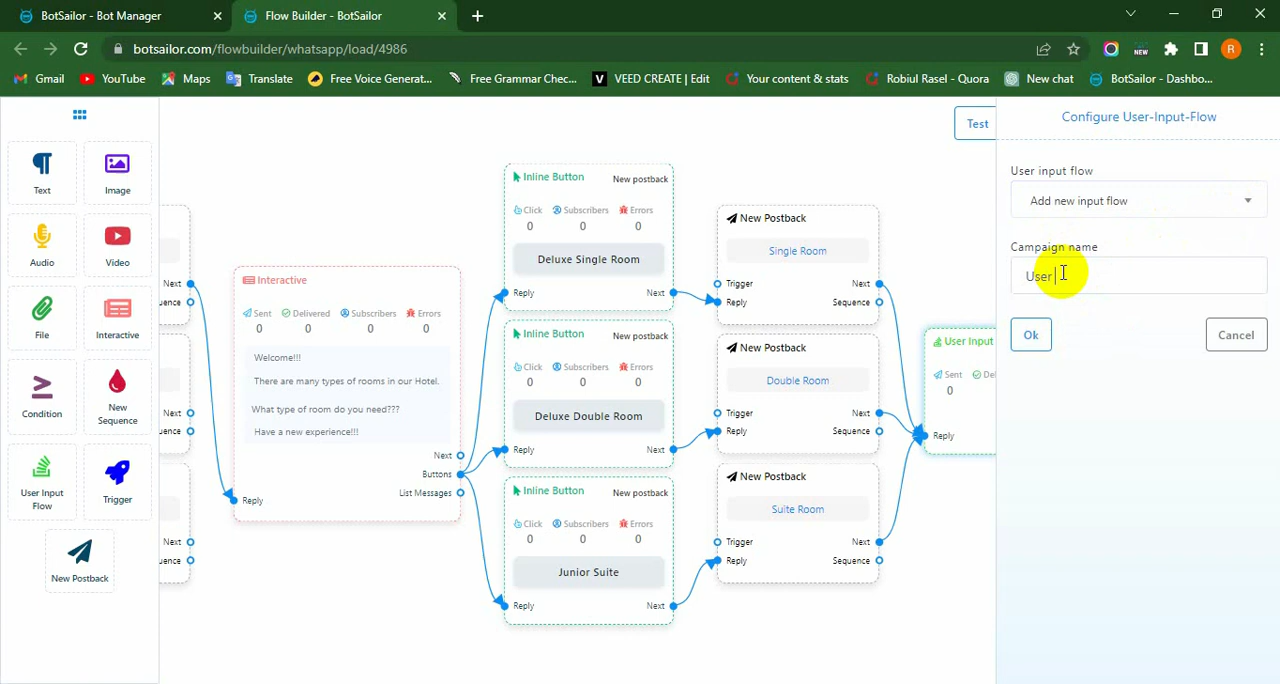 BotSailor - Bot Manager
Flow Builder - BotSailor
botsailor.com/flowbuilder/whatsapp/load/4986
NEW
R
Gmail
YouTube
Maps
Translate
Free Voice Generat...
Free Grammar Chec...
V VEED CREATE | Edit
Your content & stats
Robiul Rasel - Quora
New chat
BotSailor - Dashbo...
Text
Image
Audio
Video
File
Interactive
Condition
New
Sequence
User Input
Flow
Trigger
New Postback
Next
Next
Next
Interactive
Sent
Delivered
Subscribers
Errors
0
0
0
0
Welcome!!!
There are many types of rooms in our Hotel.
What type of room do you need???
Have a new experience!!!
Next
Buttons
List Messages
Reply
Inline Button
New postback
Click
Subscribers
Errors
0
0
0
Deluxe Single Room
Reply
Next
Inline Button
New postback
Click
Subscribers
Errors
0
0
0
Deluxe Double Room
Reply
Next
Inline Button
New postback
Click
Subscribers
Errors
0
0
0
Junior Suite
Reply
Next
New Postback
Single Room
Trigger
Next
Reply
Sequence
New Postback
Double Room
Trigger
Next
Reply
Sequence
New Postback
Suite Room
Trigger
Next
Reply
Sequence
Test
User Input
Sent
0
Reply
Configure User-Input-Flow
User input flow
Add new input flow
Campaign name
User
Ok
Cancel